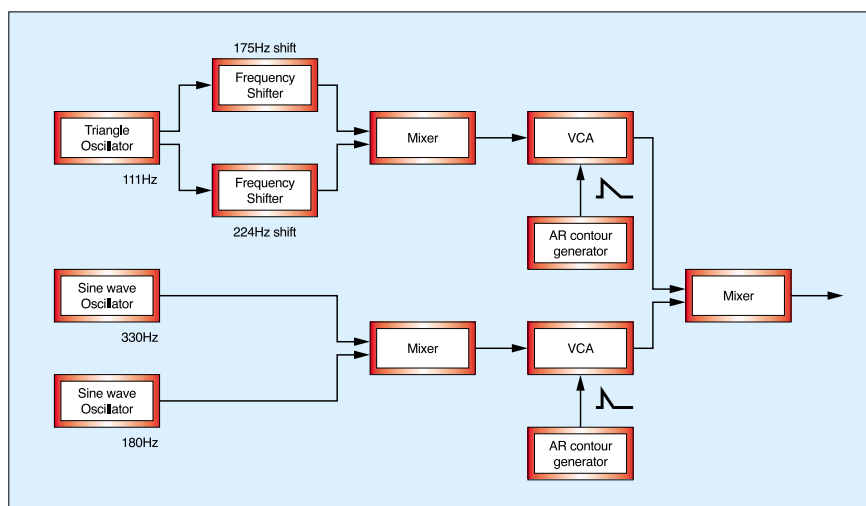 175Hz shift
Frequency
Shifter
Triangle
Oscillator
111Hz
Mixer
VCA
Frequency
Shifter
224Hz shift
AR contour
generator
Sine wave
Oscillator
330Hz
Mixer
VCA
Mixer
Sine wave
Oscillator
180Hz
AR contour
generator